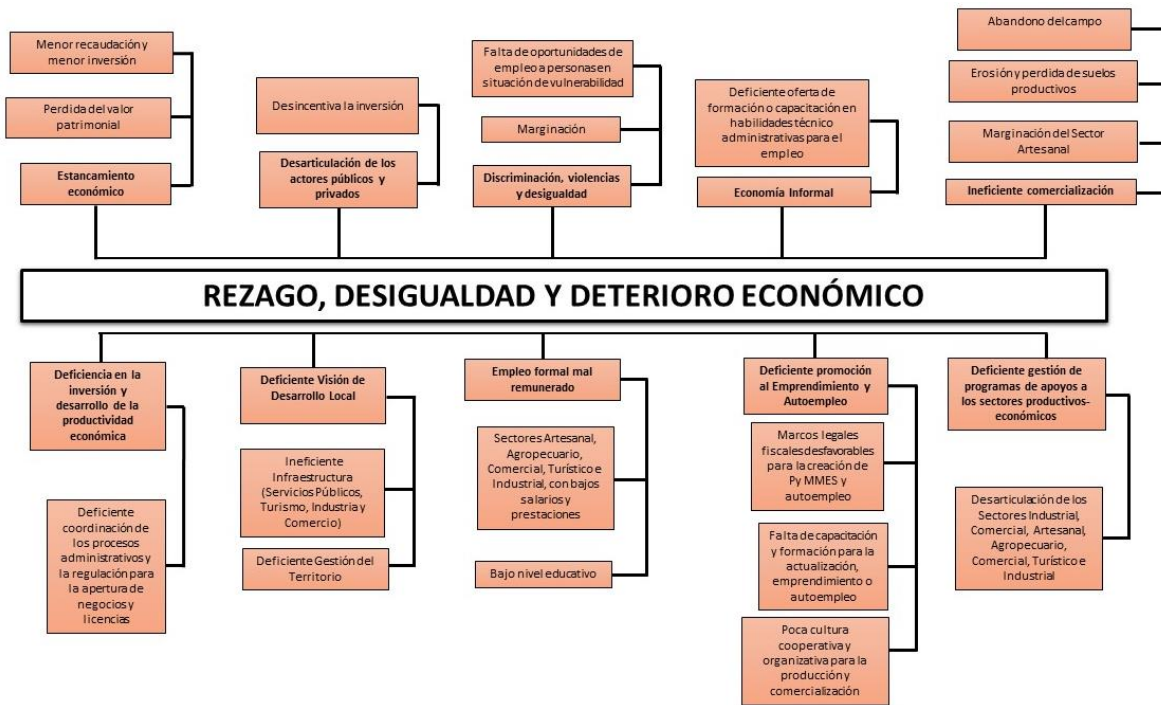 Menor recaudación y
menor inversión
Perdida del valor
patrimonial
Estancamiento
económico
Desincentiva la inversión
Desarticulación de los
actores públicos y
privados
Falta de oportunidades de
empleo a personas en
situación de vulnerabilidad
Marginación
Discriminación, violencias
y desigualdad
Deficiente oferta de
formación o capacitación en
habilidades técnico
administrativas para el
empleo
Economía Informal
Abandono del campo
Erosión y perdida de suelos
productivos
Marginación del Sector
Artesanal
Ineficiente comercialización
REZAGO, DESIGUALDAD Y DETERIORO ECONÓMICO
Deficiencia en la
inversión y
desarrollo de la
productividad
económica
Deficiente
coordinación de
los procesos
administrativos y
la regulación para
la apertura de
negocios y
licencias
Deficiente Visión de
Desarrollo Local
Ineficiente
Infraestructura
(Servicios Públicos,
Turismo, Industria y
Comercio)
Deficiente Gestión del
Territorio
Empleo formal mal
remunerado
Sectores Artesanal,
Agropecuario,
Comercial, Turístico e
Industrial, con bajos
salarios y
prestaciones
Bajo nivel educativo
Deficiente promoción
al Emprendimiento y
Autoempleo
Marcos legales
fiscales desfavorables
para la creación de
Py MMES y
autoempleo
Falta de capacitación
y formación para la
actualización,
emprendimiento o
autoempleo
Poca cultura
cooperativa y
organizativa para la
producción y
comercialización
Deficiente gestión de
programas de apoyos a
los sectores productivos-
económicos
Desarticulación de los
Sectores Industrial,
Comercial, Artesanal,
Agropecuario,
Comercial, Turístico e
Industrial